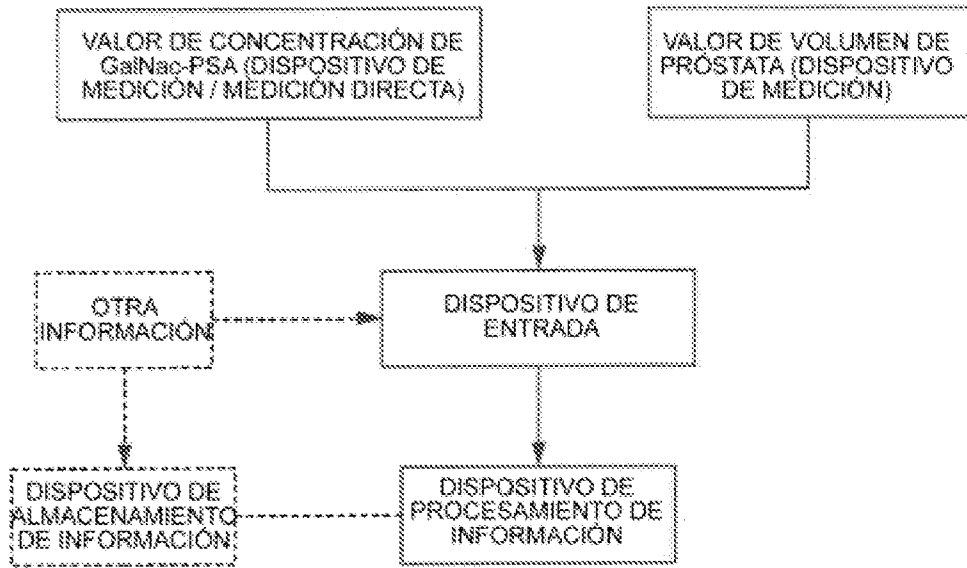 VALOR DE CONCENTRACIÓN DE
GalNac-PSA (DISPOSITIVO DE
MEDICIÓN / MEDICIÓN DIRECTA)
VALOR DE VOLUMEN DE
PRÓSTATA (DISPOSITIVO
DE MEDICIÓN)
OTRA
INFORMACIÓN
DISPOSITIVO DE
ENTRADA
DISPOSITIVO DE
ALMACENAMIENTO
DE INFORMACIÓN
DISPOSITIVO DE
PROCESAMIENTO DE
INFORMACIÓN